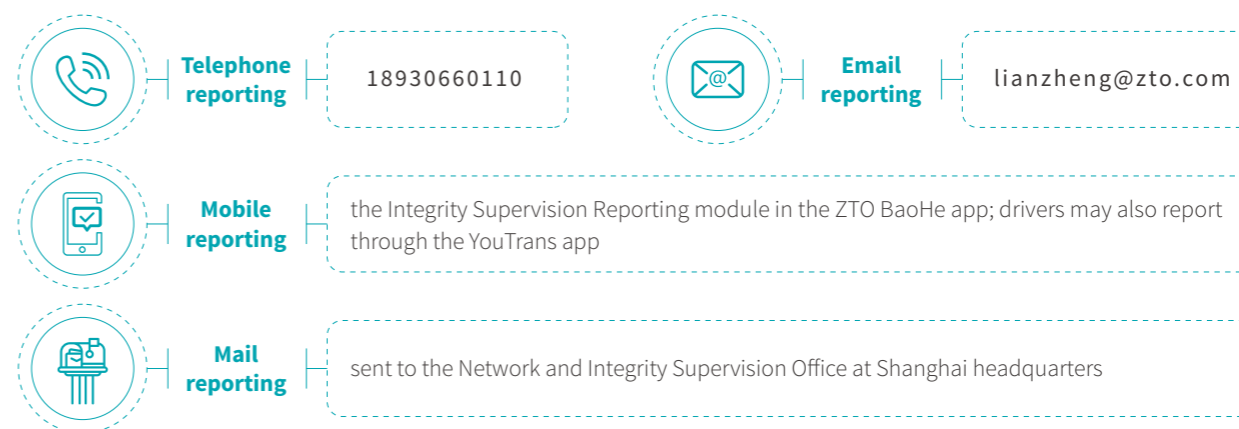 Telephone
reporting
18930660110
@
Email
reporting
lianzheng@zto.com
Mobile
reporting
the Integrity Supervision Reporting module in the ZTO BaoHe app; drivers may also report
through the YouTrans app
Mail
reporting
sent to the Network and Integrity Supervision Office at Shanghai headquarters